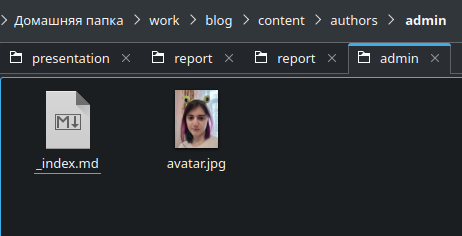 Домашняя папка > work > blog > content > authors > admin
presentation × report × report × admin ×
M↓
_index.md avatar.jpg